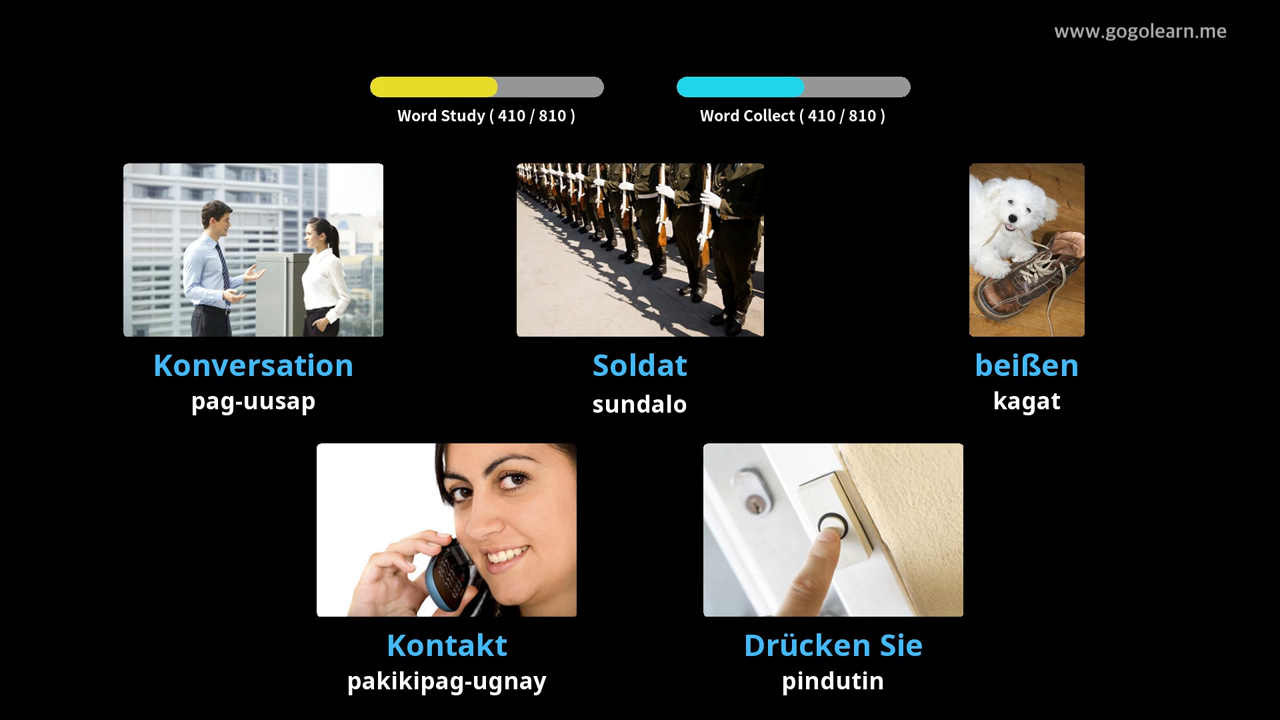 www.gogolearn.me
Word Study ( 410 / 810 )
Word Collect ( 410 / 810 )
Konversation
pag-uusap
Soldat
sundalo
beißen
kagat
Kontakt
pakikipag-ugnay
Drücken Sie
pindutin